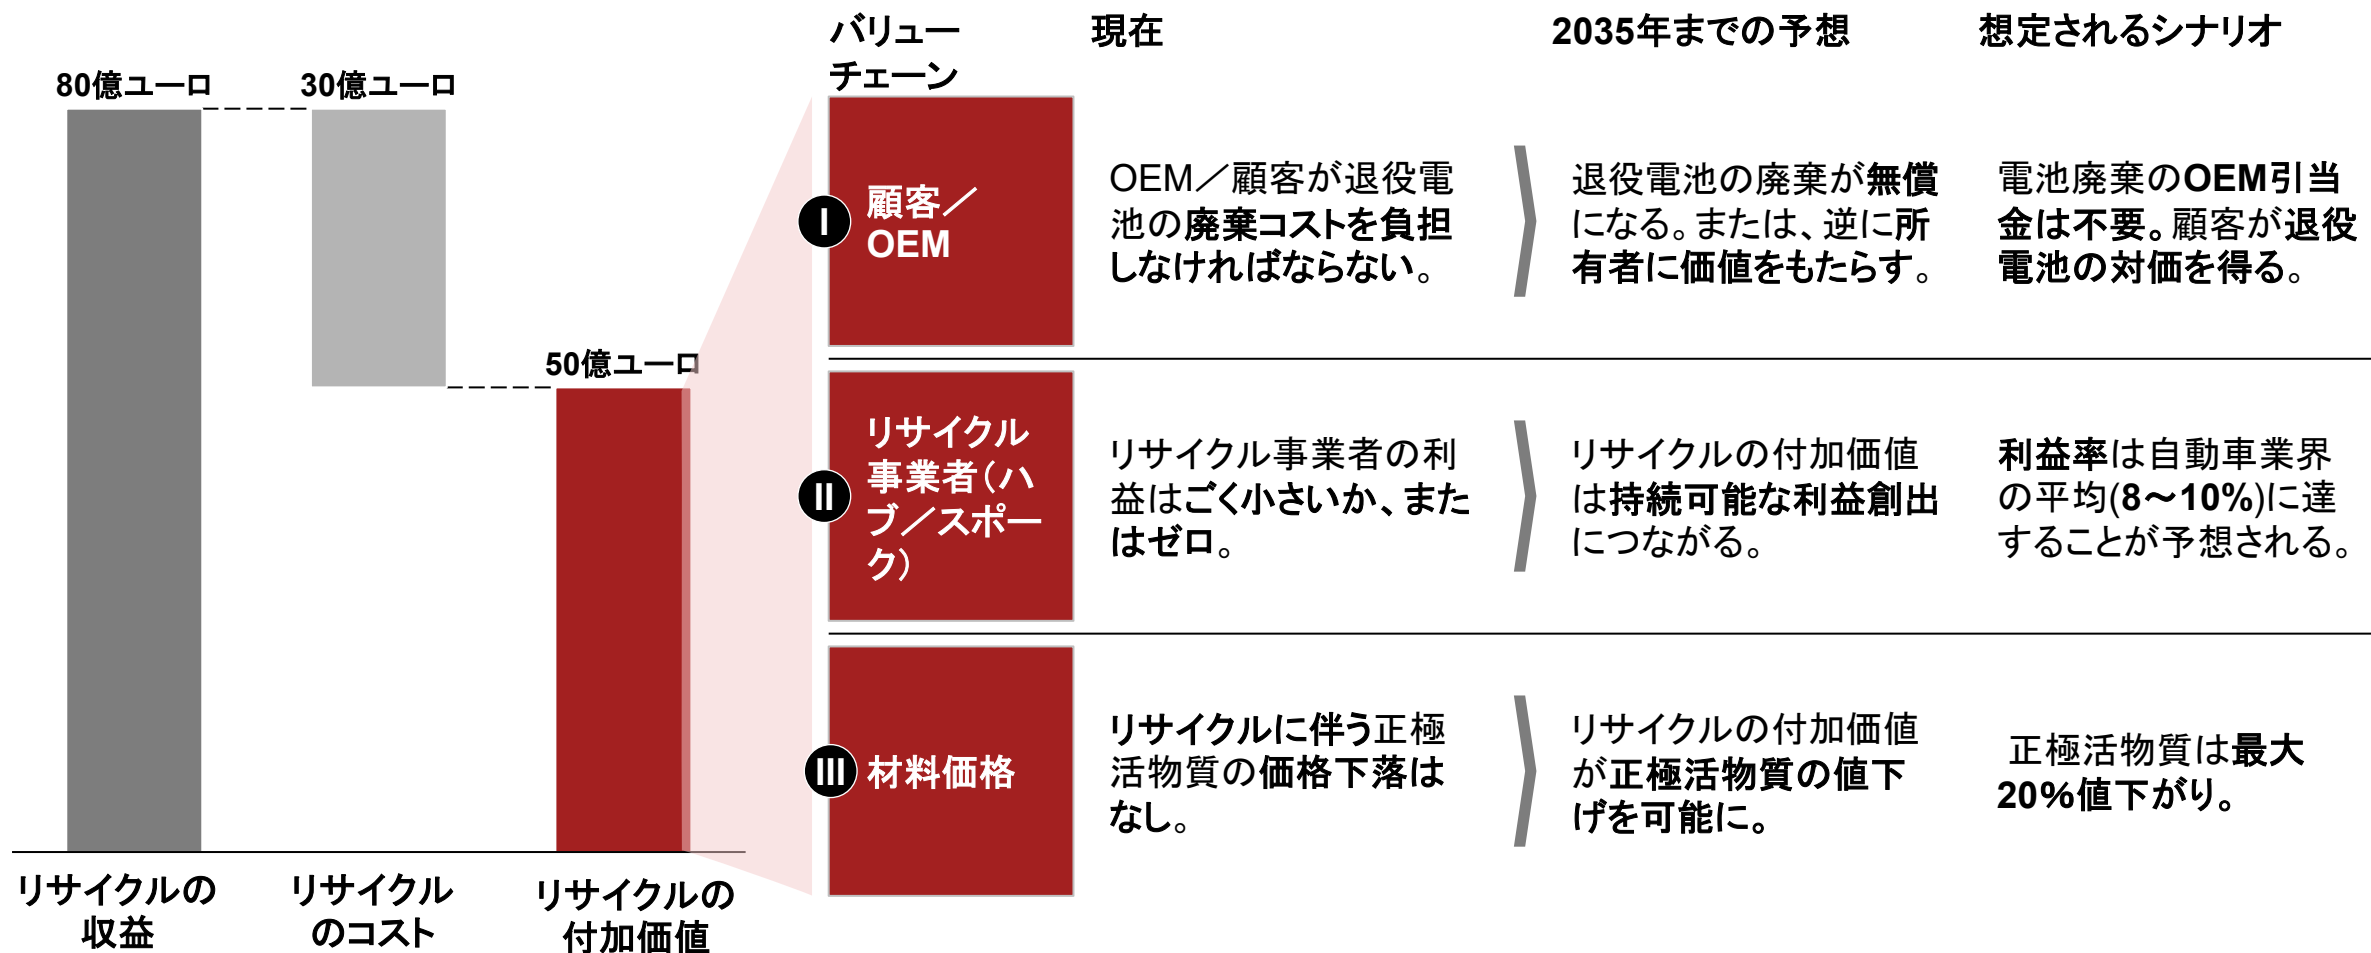 80億ユーロ
30億ユーロ
50億ユーロ
リサイクルの
収益
リサイクル
のコスト
リサイクルの
付加価値
バリュー
チェーン
現在
2035年までの予想
想定されるシナリオ
I
顧客／
OEM
OEM／顧客が退役電
池の廃棄コストを負担
しなければならない。
退役電池の廃棄が無償
になる。または、逆に所
有者に価値をもたらす。
電池廃棄のOEM引当
金は不要。顧客が退役
電池の対価を得る。
II
リサイクル
事業者（ハ
ブ／スポー
ク）
リサイクル事業者の利
益はごく小さいか、また
はゼロ。
リサイクルの付加価値
は持続可能な利益創出
につながる。
利益率は自動車業界
の平均(8～10%)に達
することが予想される。
III
材料価格
リサイクルに伴う正極
活物質の価格下落は
なし。
リサイクルの付加価値
が正極活物質の値下
げを可能に。
正極活物質は最大
20％値下がり。